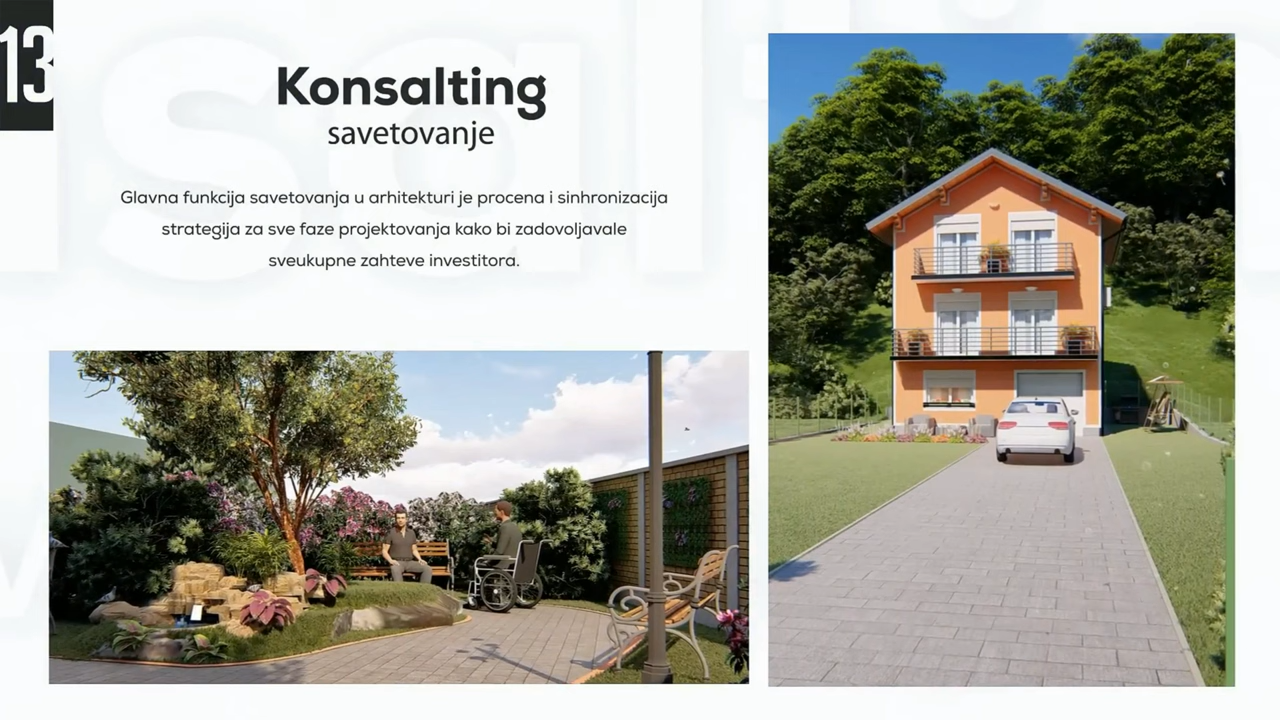 13
Konsalting
savetovanje
Glavna funkcija savetovanja u arhitekturi je procena i sinhronizacija
strategija za sve faze projektovanja kako bi zadovoljavale
sveukupne zahteve investitora.